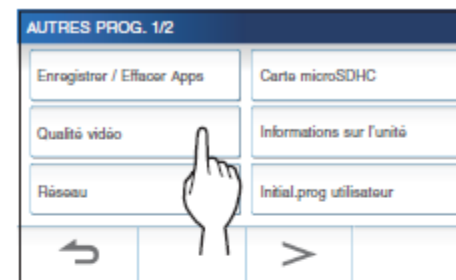 AUTRES PROG. 1/2
Enregistrer / Effacer Apps
Carte microSDHC
Qualité vidéo
Informations sur l'unité
Réseau
Initial.prog utilisateur
>